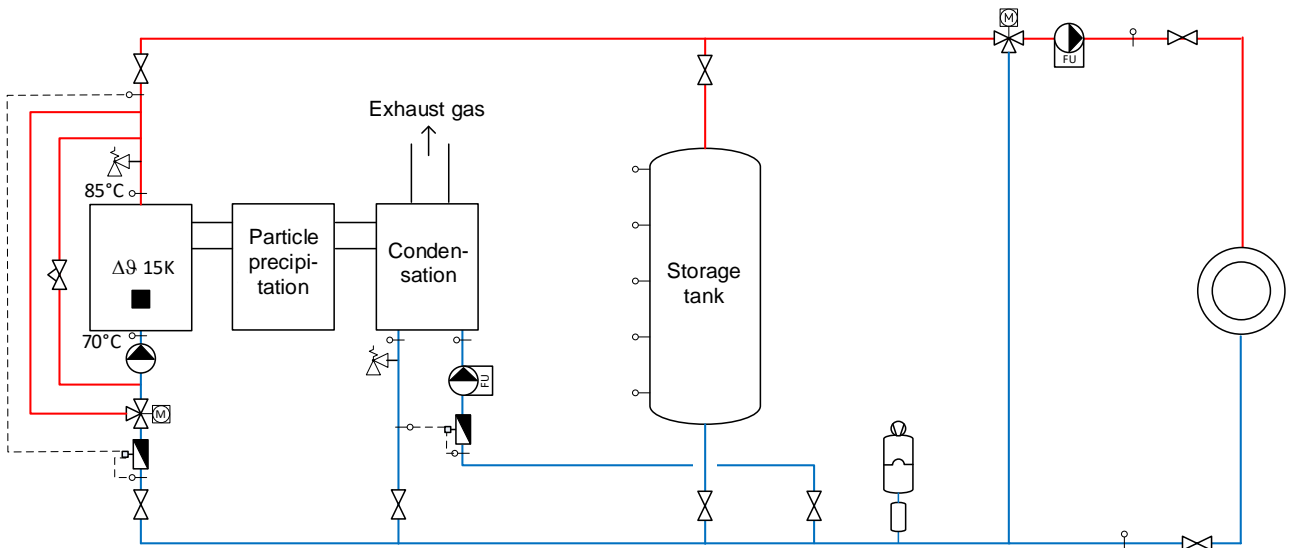 M
FU
Exhaust gas
85°C
Particle
precipi-
tation
Conden-
sation
Δϑ 15K
Storage
tank
70°C
FU
M